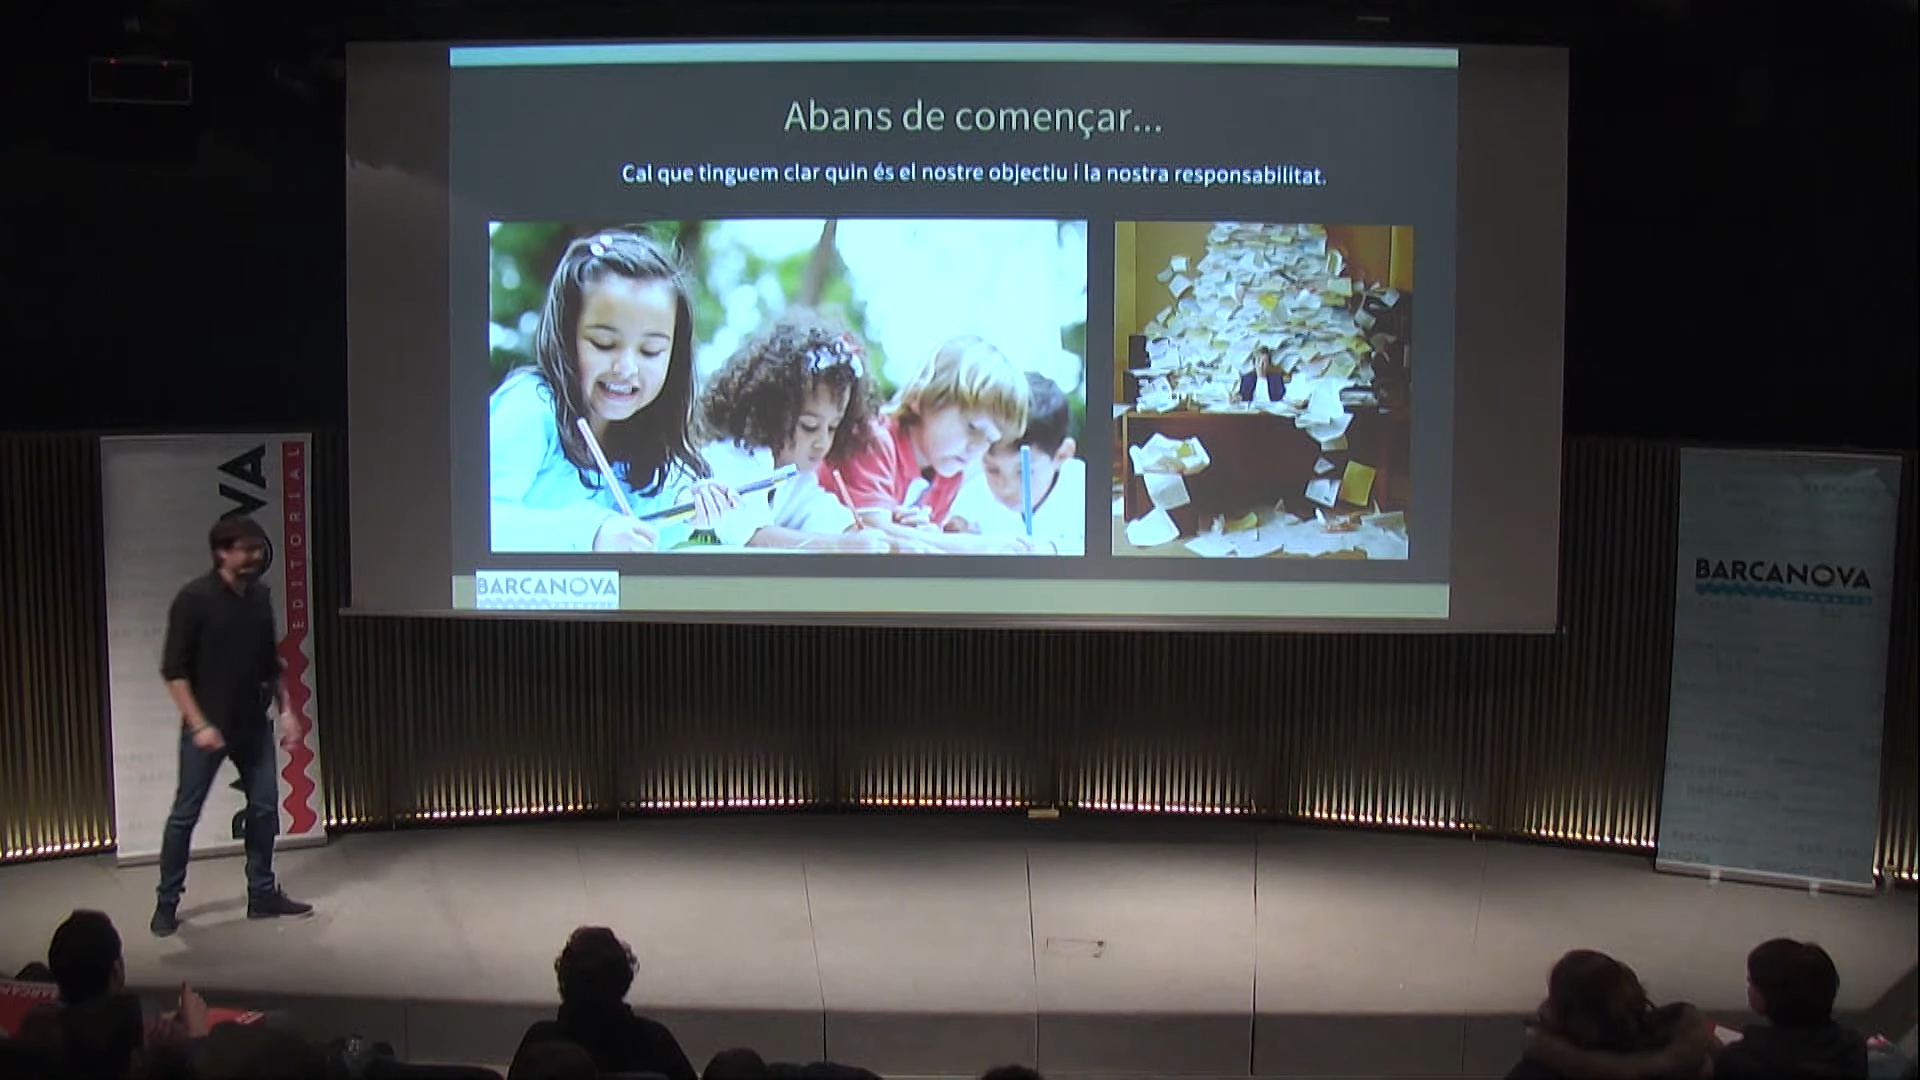 Abans de començar...
Cal que tinguem clar quin és el nostre objectiu i la nostra responsabilitat.
BARCANOVA
EDITORIAL
BARCANOVA